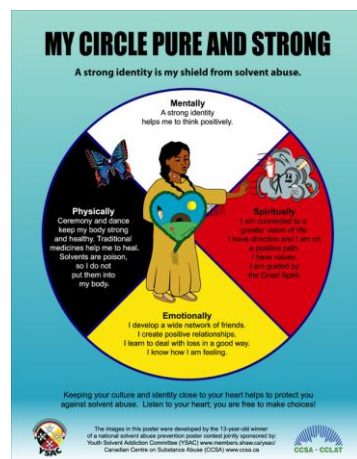 MY CIRCLE PURE AND STRONG
A strong identity is my shield from solvent abuse.
Mentally
A strong identity
helps me to think positively.
Physically
Ceremony and dance
keep my body strong
and healthy. Traditional
medicines help me to heal.
Solvents are poison,
so I do not
put them into
my body.
Spiritually
I am connected to a
greater vision of life.
I have direction and I am on
a positive path.
I have values.
I am guided by
the Great Spirit.
Emotionally
I develop a wide network of friends.
I create positive relationships.
I learn to deal with loss in a good way.
I know how I am feeling.
Keeping your culture and identity close to your heart helps to protect you
against solvent abuse. Listen to your heart; you are free to make choices!
The images in this poster were developed by the 13-year-old winner
of a national solvent abuse prevention poster contest jointly sponsored by:
Youth Solvent Addiction Committee (YSAC) www.members.shaw.ca/ysac/
Canadian Centre on Substance Abuse (CCSA) www.ccsa.ca
YSAC
CCSA • CCLAT